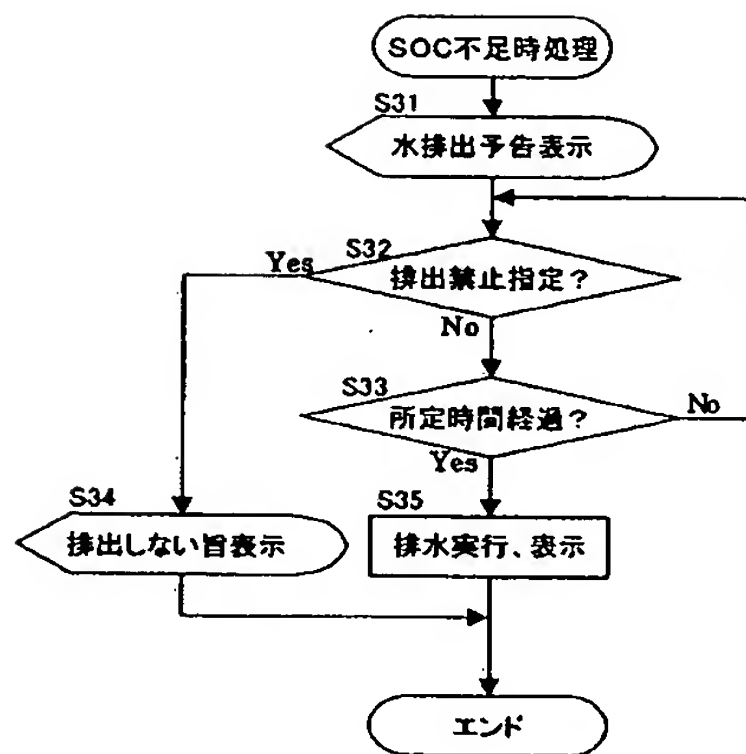 SOC不足時処理
S31
水排出予告表示
S32
Yes
排出禁止指定?
No
S33
所定時間経過?
No
Yes
S34
排出しない旨表示
S35
排水実行、表示
エンド